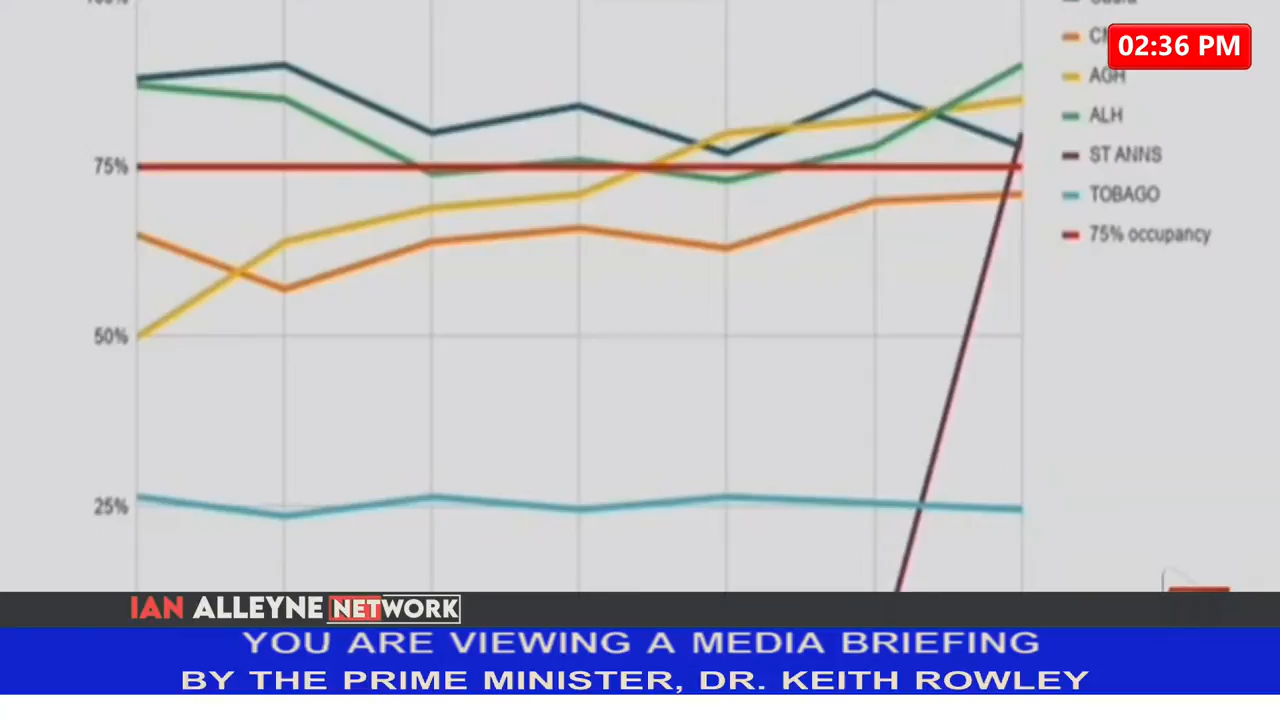 100%
02:36 PM
AGH
ALH
ST ANNS
75%
TOBAGO
75% occupancy
50%
25%
IAN ALLEYNE NETWORK
YOU ARE VIEWING A MEDIA BRIEFING
BY THE PRIME MINISTER, DR. KEITH ROWLEY